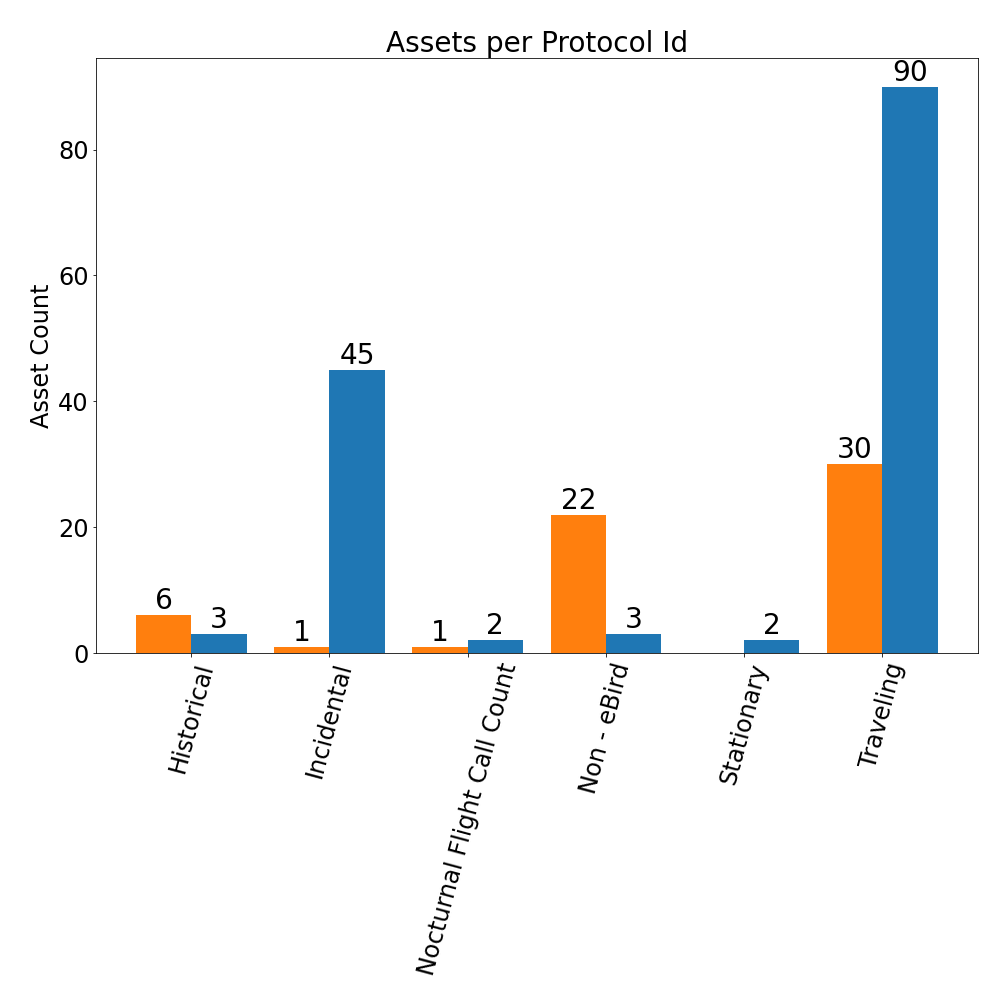 Assets per Protocol Id
Asset Count
80
60
40
20
0
6
3
1
45
1
2
22
3
2
30
90
Historical
Incidental
Nocturnal Flight Call Count
Non - eBird
Stationary
Traveling